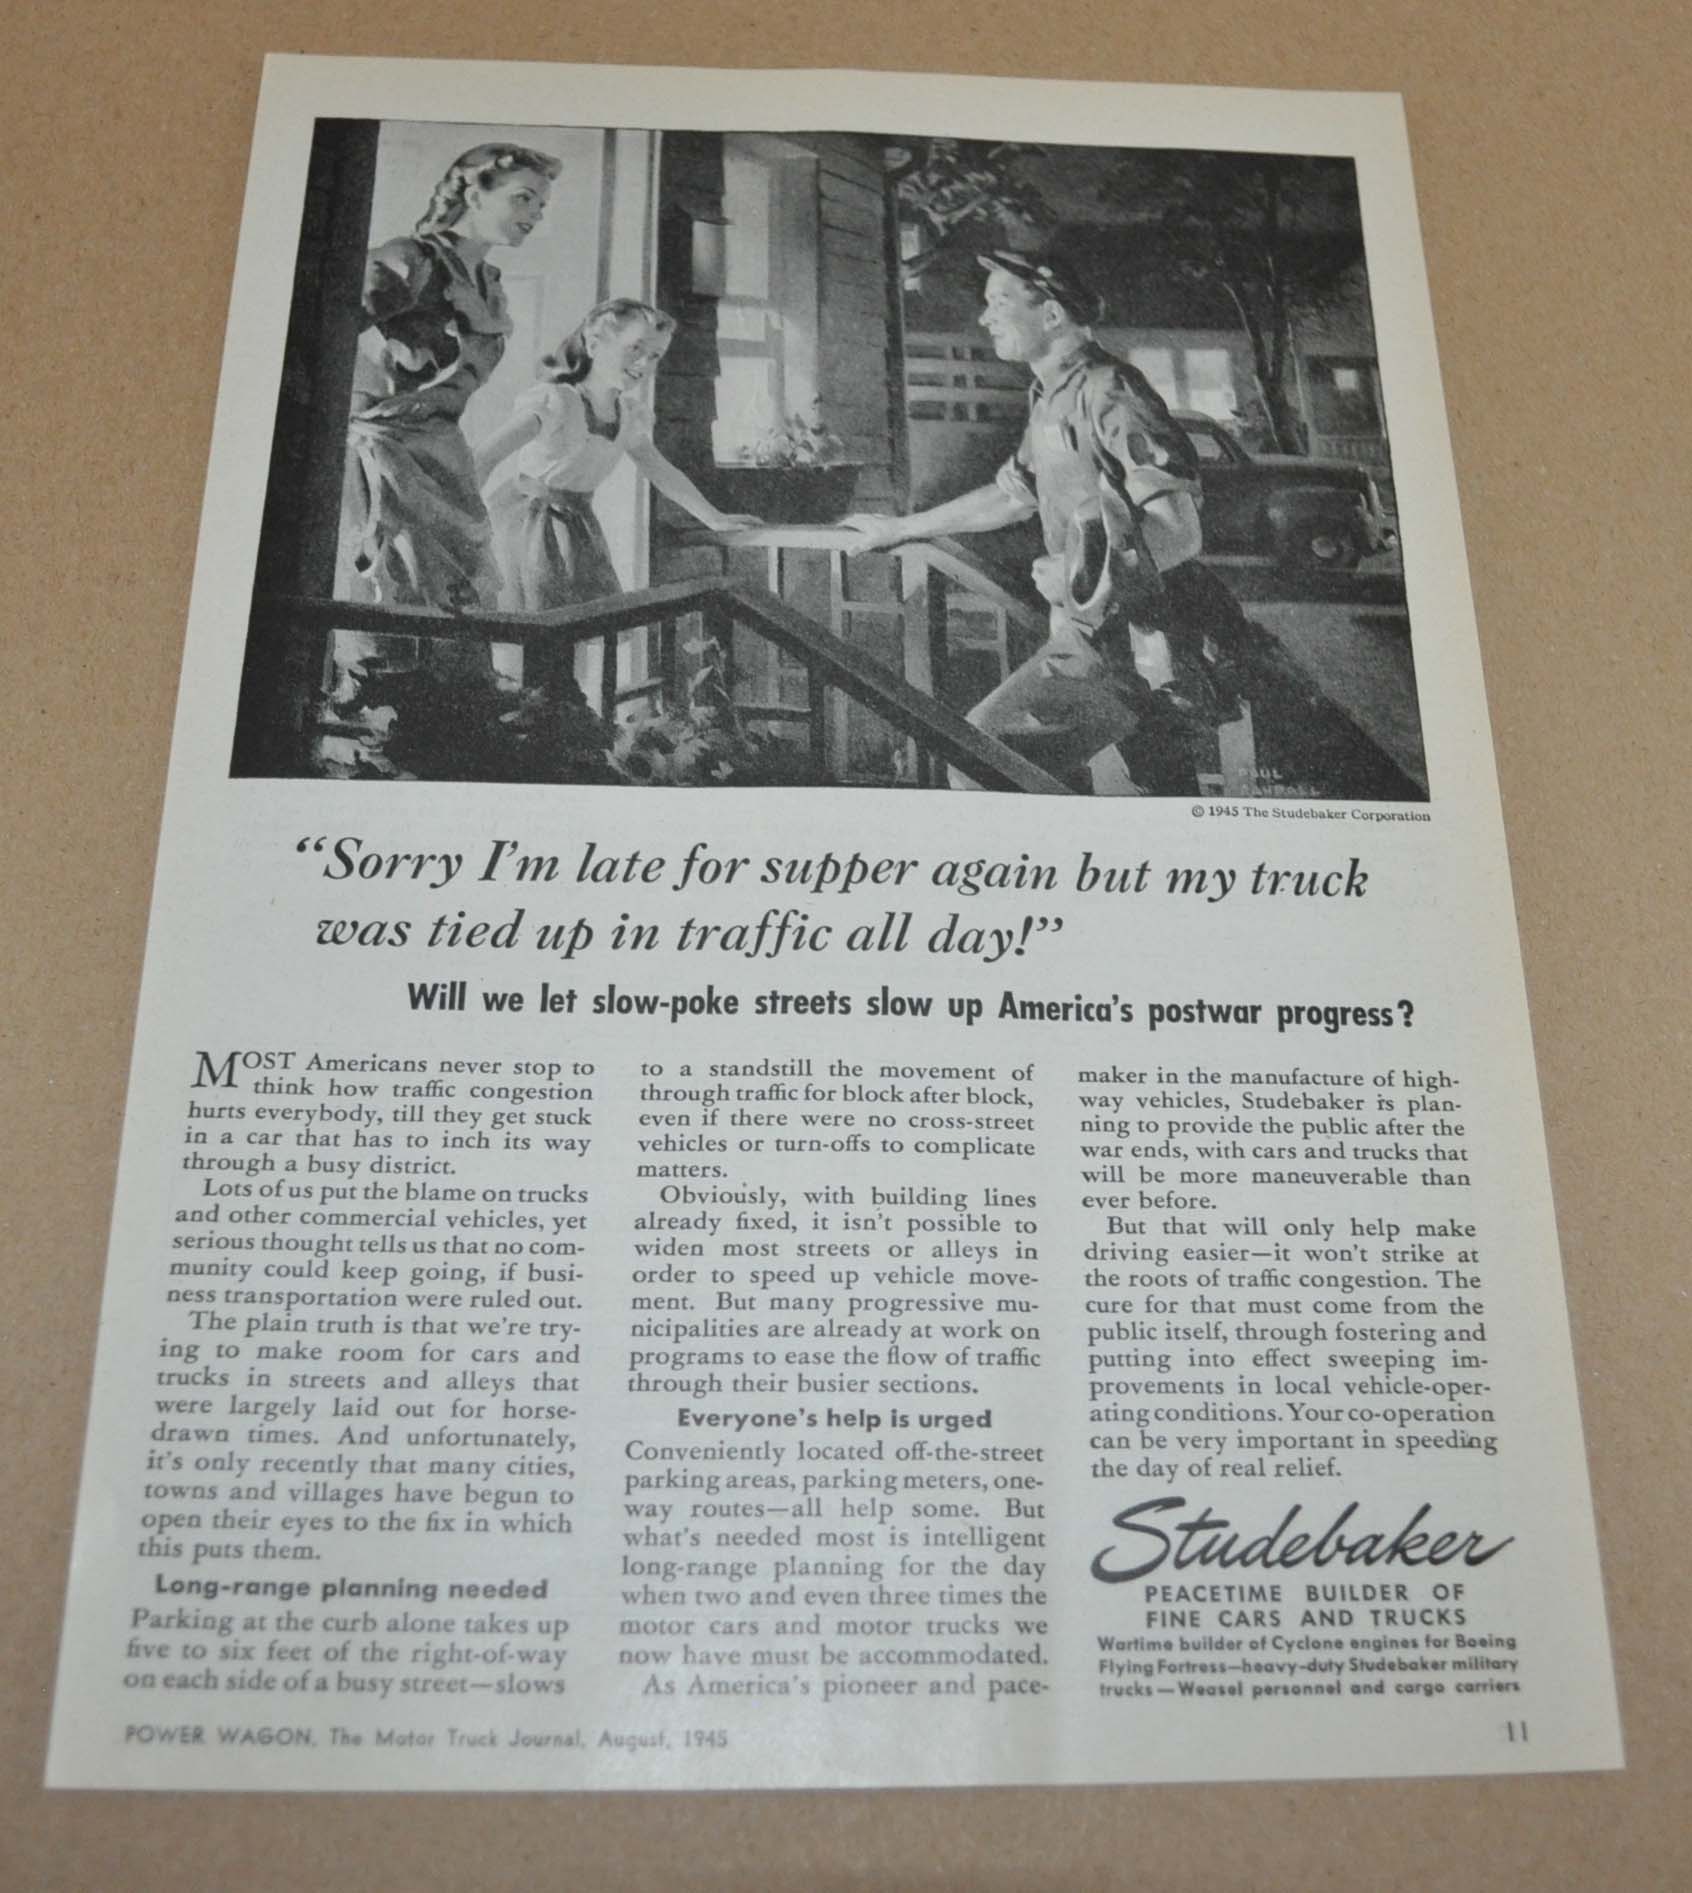 PAUL
RANDALL
© 1945 The Studebaker Corporation
“Sorry I’m late for supper again but my truck
was tied up in traffic all day!”
Will we let slow-poke streets slow up America’s postwar progress?
MOST Americans never stop to
think how traffic congestion
hurts everybody, till they get stuck
in a car that has to inch its way
through a busy district.
Lots of us put the blame on trucks
and other commercial vehicles, yet
serious thought tells us that no com-
munity could keep going, if busi-
ness transportation were ruled out.
The plain truth is that we’re try-
ing to make room for cars and
trucks in streets and alleys that
were largely laid out for horse-
drawn times. And unfortunately,
it’s only recently that many cities,
towns and villages have begun to
open their eyes to the fix in which
this puts them.
Long-range planning needed
Parking at the curb alone takes up
five to six feet of the right-of-way
on each side of a busy street—slows
to a standstill the movement of
through traffic for block after block,
even if there were no cross-street
vehicles or turn-offs to complicate
matters.
Obviously, with building lines
already fixed, it isn’t possible to
widen most streets or alleys in
order to speed up vehicle move-
ment. But many progressive mu-
nicipalities are already at work on
programs to ease the flow of traffic
through their busier sections.
Everyone’s help is urged
Conveniently located off-the-street
parking areas, parking meters, one-
way routes—all help some. But
what’s needed most is intelligent
long-range planning for the day
when two and even three times the
motor cars and motor trucks we
now have must be accommodated.
As America’s pioneer and pace-
maker in the manufacture of high-
way vehicles, Studebaker is plan-
ning to provide the public after the
war ends, with cars and trucks that
will be more maneuverable than
ever before.
But that will only help make
driving easier—it won’t strike at
the roots of traffic congestion. The
cure for that must come from the
public itself, through fostering and
putting into effect sweeping im-
provements in local vehicle-oper-
ating conditions. Your co-operation
can be very important in speeding
the day of real relief.
Studebaker
PEACETIME BUILDER OF
FINE CARS AND TRUCKS
Wartime builder of Cyclone engines for Boeing
Flying Fortress—heavy-duty Studebaker military
trucks—Weasel personnel and cargo carriers
POWER WAGON, The Motor Truck Journal, August, 1945
11